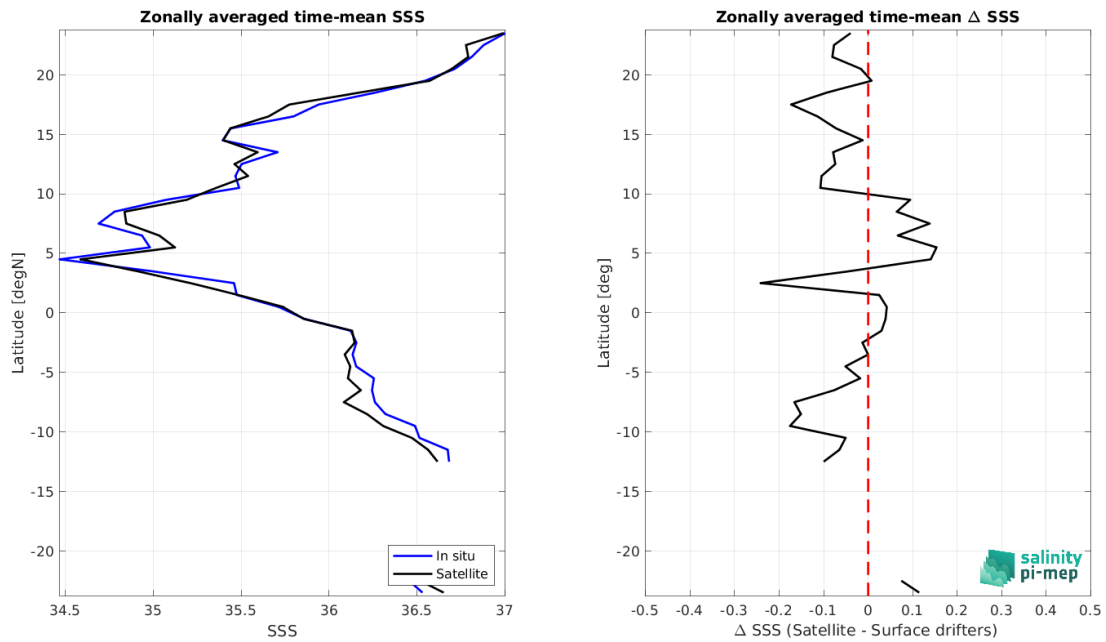 Zonally averaged time-mean SSS
Latitude [degN]
20
15
10
5
0
-5
-10
-15
-20
34.5 35 35.5 36 36.5 37
SSS
In situ
Satellite
Zonally averaged time-mean Δ SSS
Latitude [deg]
20
15
10
5
0
-5
-10
-15
-20
-0.5 -0.4 -0.3 -0.2 -0.1 0 0.1 0.2 0.3 0.4 0.5
Δ SSS (Satellite - Surface drifters)
salinity
pi-mep